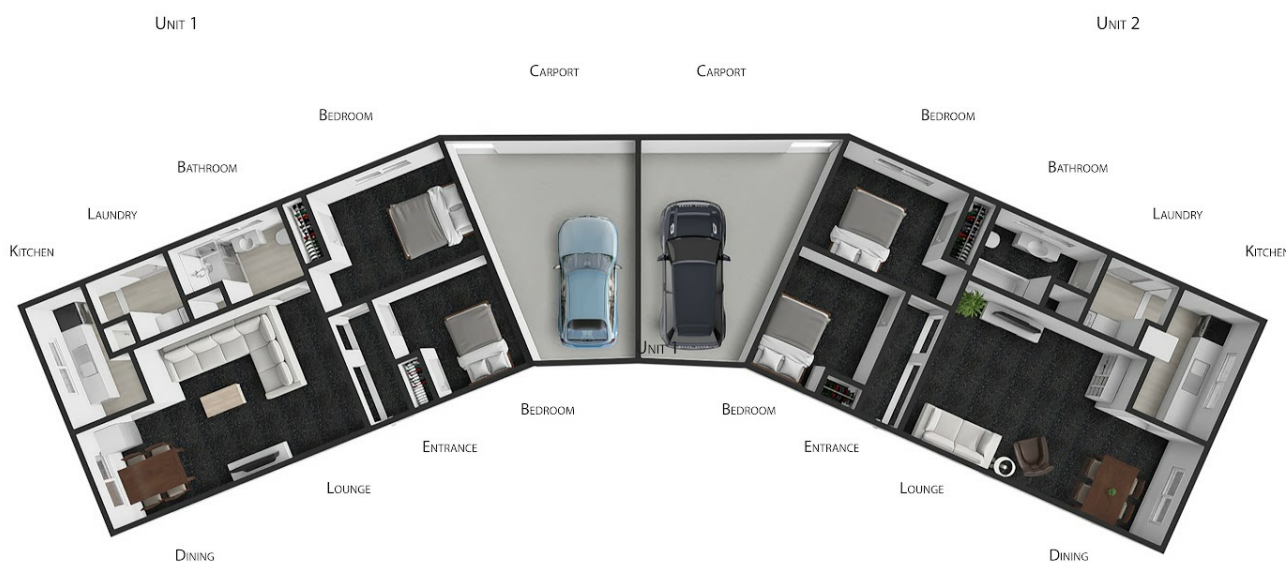 Unit 1
Unit 2
Carport
Carport
Bedroom
Bedroom
Bathroom
Bathroom
Laundry
Laundry
Kitchen
Kitchen
Unit 1
Bedroom
Bedroom
Entrance
Entrance
Lounge
Lounge
Dining
Dining